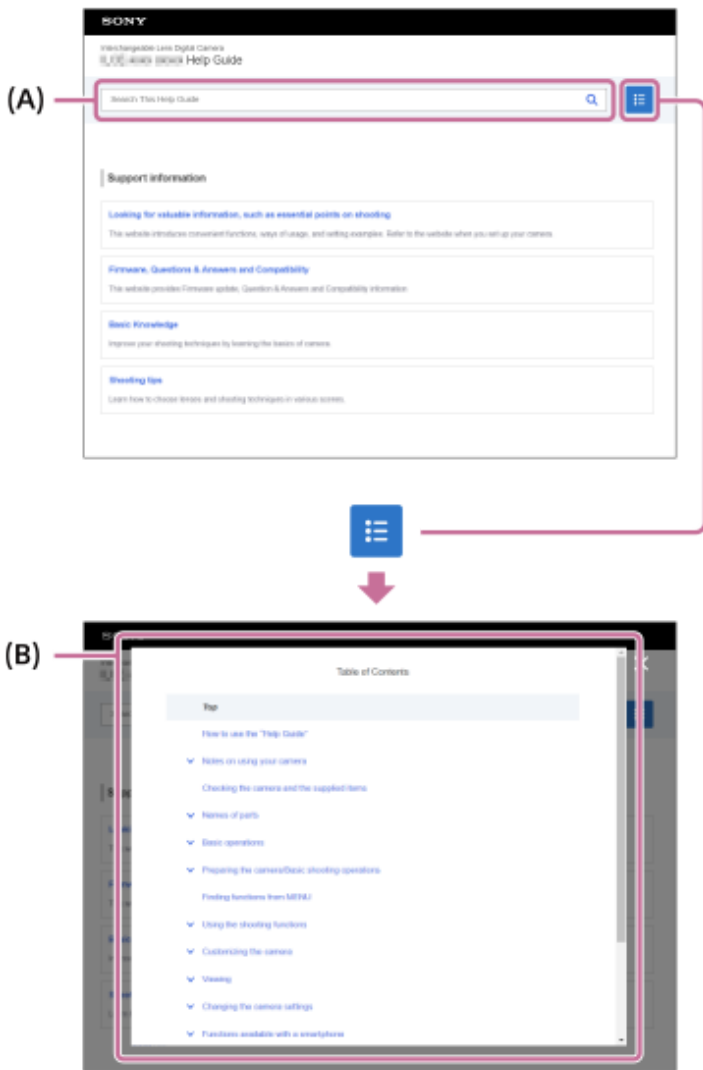 SONY
Interchangeable Lens Digital Camera
Help Guide
(A)
Search This Help Guide
Support information
Looking for valuable information, such as essential points on shooting
This website introduces convenient functions, ways of usage, and setting examples. Refer to the website when you set up your camera.
Firmware, Questions & Answers and Compatibility
This website provides Firmware update, Question & Answers and Compatibility information
Basic Knowledge
Improve your shooting techniques by learning the basics of camera.
Shooting tips
Learn how to choose lenses and shooting techniques in various scenes.
(B)
Table of Contents
Top
How to use the "Help Guide"
Notes on using your camera
Checking the camera and the supplied items
Names of parts
Basic operations
Preparing the camera/Basic shooting operations
Finding functions from MENU
Using the shooting functions
Customizing the camera
Viewing
Changing the camera settings
Functions available with a smartphone